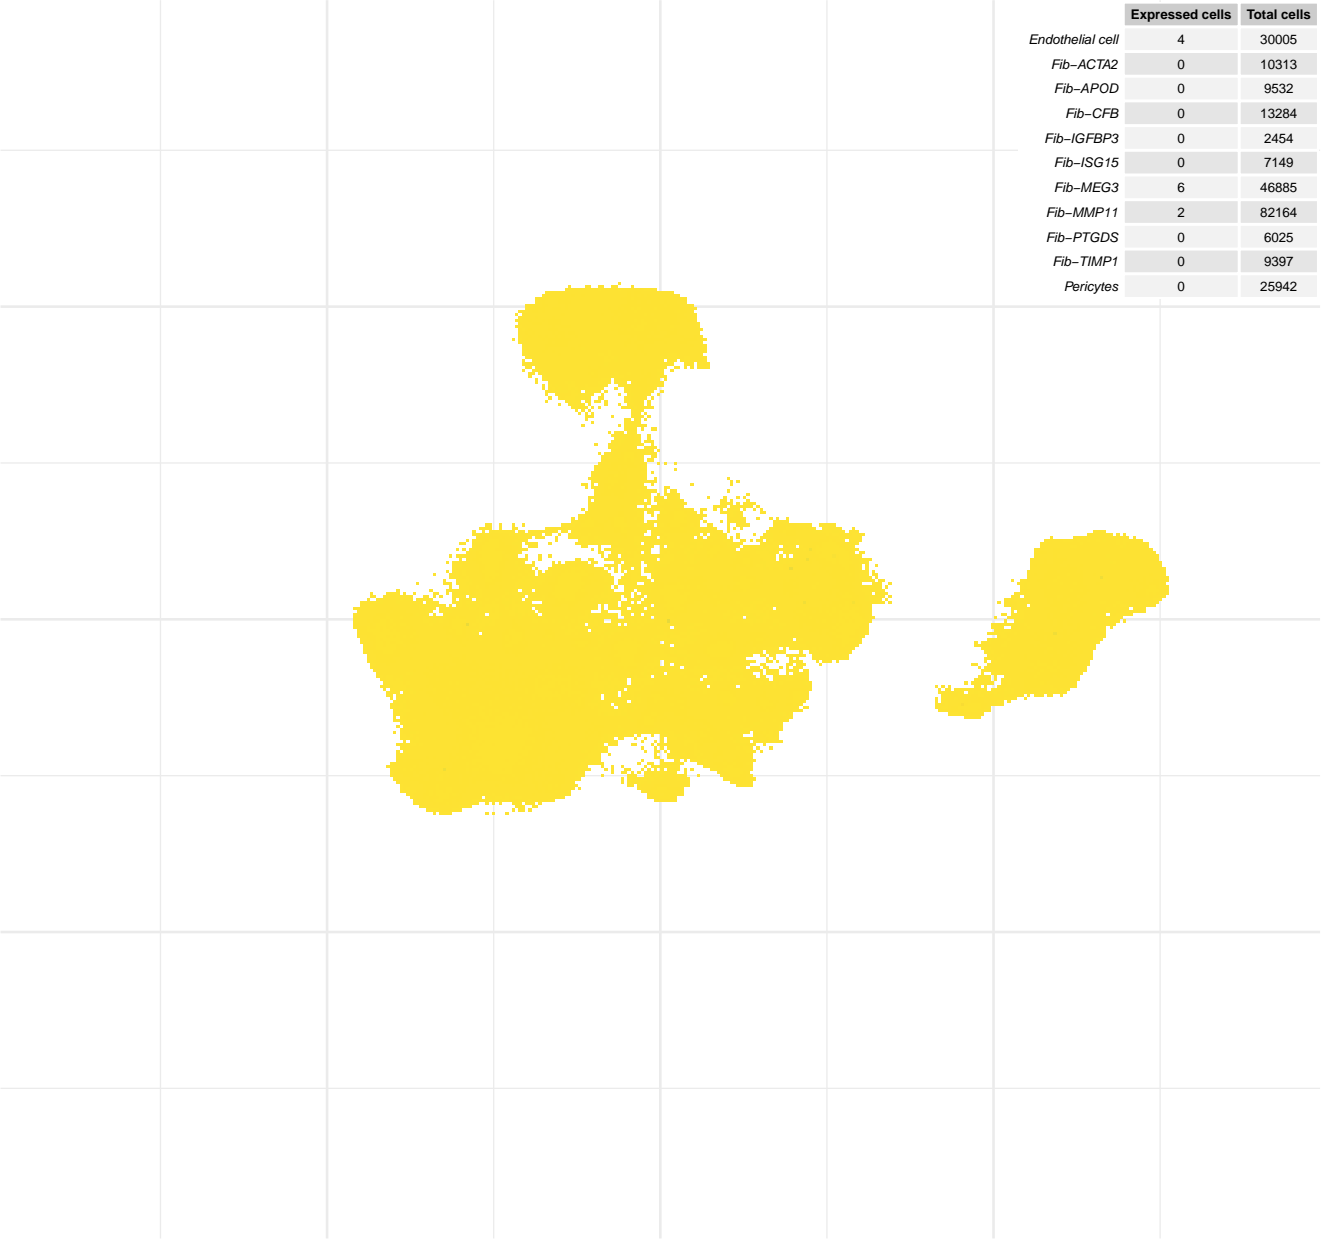 Expressed cells Total cells
Endothelial cell 4 30005
Fib−ACTA2 0 10313
Fib−APOD 0 9532
Fib−CFB 0 13284
Fib−IGFBP3 0 2454
Fib−ISG15 0 7149
Fib−MEG3 6 46885
Fib−MMP11 2 82164
Fib−PTGDS 0 6025
Fib−TIMP1 0 9397
Pericytes 0 25942